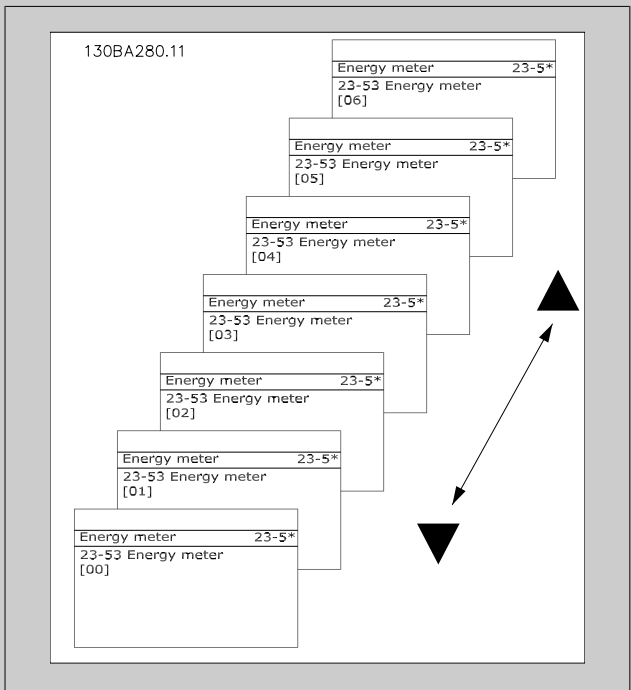 130BA280.11
Energy meter 23-5*
23-53 Energy meter
[06]
Energy meter 23-5*
23-53 Energy meter
[05]
Energy meter 23-5*
23-53 Energy meter
[04]
Energy meter 23-5*
23-53 Energy meter
[03]
Energy meter 23-5*
23-53 Energy meter
[02]
Energy meter 23-5*
23-53 Energy meter
[01]
Energy meter 23-5*
23-53 Energy meter
[00]